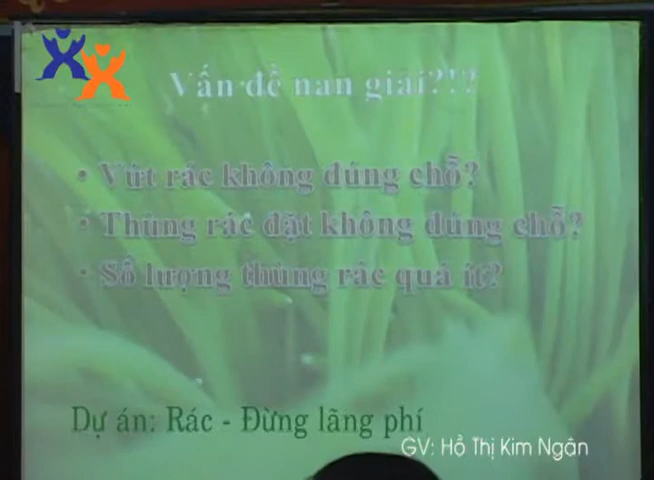 Vấn đề nan giải?!?
• Vứt rác không đúng chỗ?
• Thùng rác đặt không đúng chỗ?
• Số lượng thùng rác quá ít?
Dự án: Rác - Đừng lãng phí
GV: Hồ Thị Kim Ngân